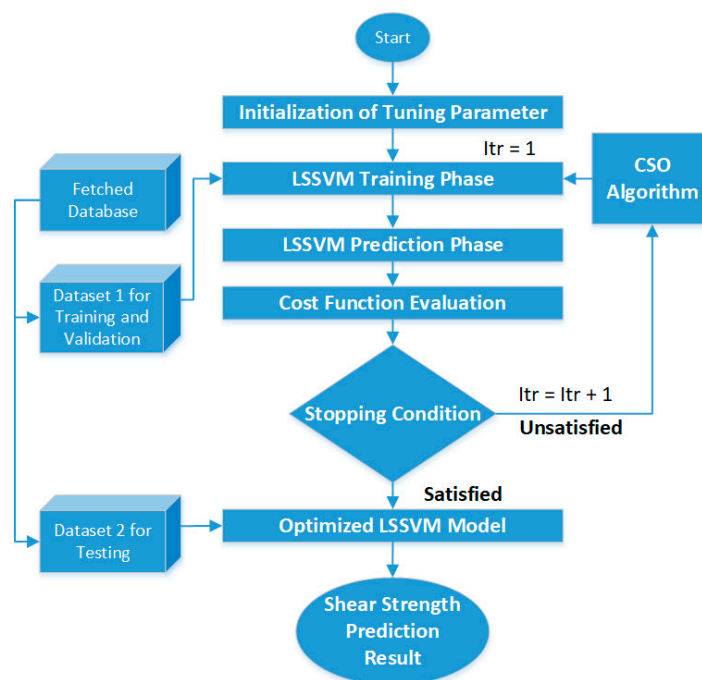 Start
Initialization of Tuning Parameter
Itr = 1
CSO
Algorithm
LSSVM Training Phase
Fetched
Database
LSSVM Prediction Phase
Dataset 1 for
Training and
Validation
Cost Function Evaluation
Stopping Condition
Itr = Itr + 1
Unsatisfied
Satisfied
Dataset 2 for
Testing
Optimized LSSVM Model
Shear Strength
Prediction
Result